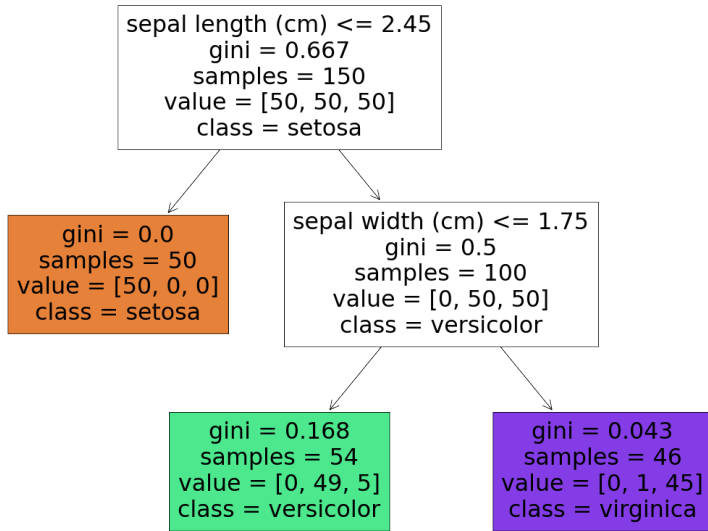 sepal length (cm) <= 2.45
gini = 0.667
samples = 150
value = [50, 50, 50]
class = setosa
gini = 0.0
samples = 50
value = [50, 0, 0]
class = setosa
sepal width (cm) <= 1.75
gini = 0.5
samples = 100
value = [0, 50, 50]
class = versicolor
gini = 0.168
samples = 54
value = [0, 49, 5]
class = versicolor
gini = 0.043
samples = 46
value = [0, 1, 45]
class = virginica